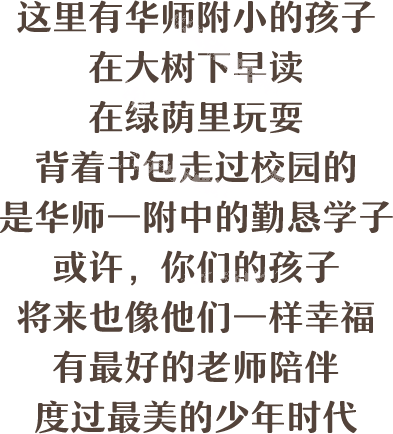 这里有华师附小的孩子
在大树下早读
在绿荫里玩耍
背着书包走过校园的
是华师一附中的勤恳学子
或许，你们的孩子
将来也像他们一样幸福
有最好的老师陪伴
度过最美的少年时代